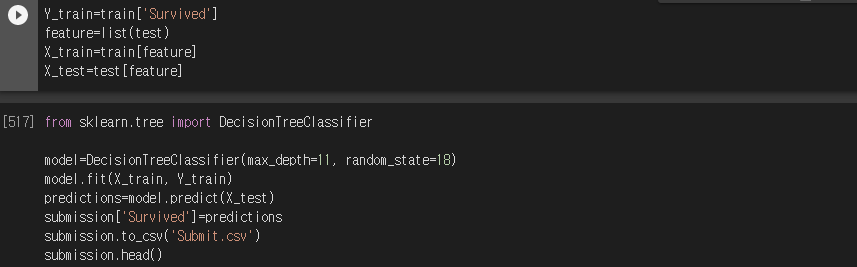 Y_train=train['Survived']
feature=list(test)
X_train=train[feature]
X_test=test[feature]
[517] from sklearn.tree import DecisionTreeClassifier
model=DecisionTreeClassifier(max_depth=11, random_state=18)
model.fit(X_train, Y_train)
predictions=model.predict(X_test)
submission['Survived']=predictions
submission.to_csv('Submit.csv')
submission.head()